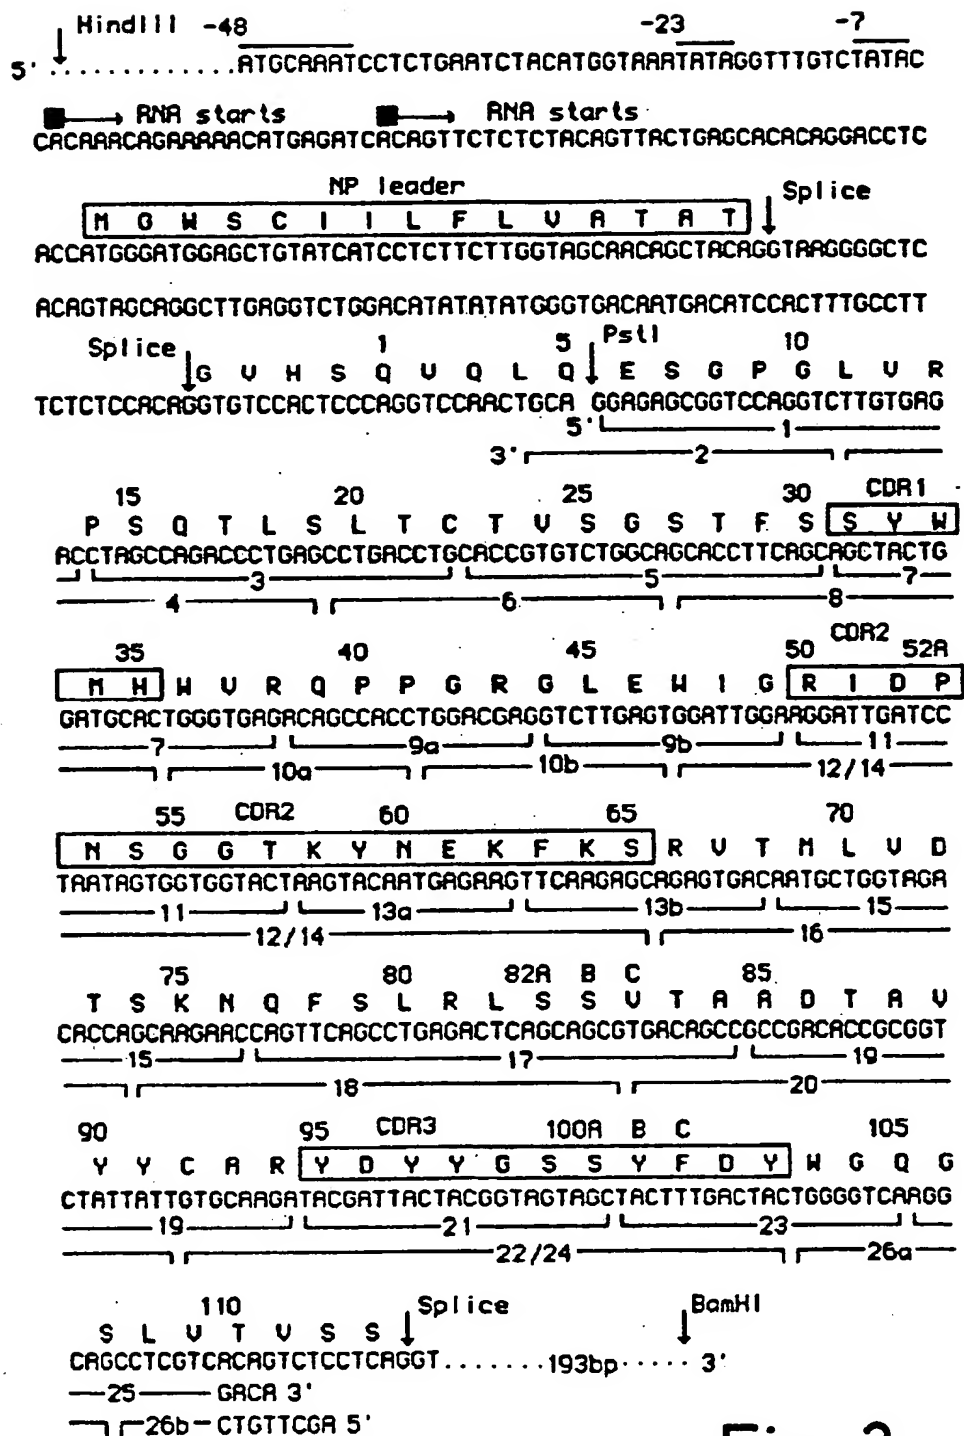 HindIII -48 -23 -7
5'..............ATGCAAATCCTCTGAATCTACATGGTAAATATAGGTTTGTCTATAC
RNA starts RNA starts
CACAAACAGAAAAACATGAGATCACAGTTCTCTCTACAGTTACTGAGCACACAGGACCTC
NP leader Splice
M G W S C I I L F L V A T A T
ACCATGGGATGGAGCTGTATCATCCTCTTCTTGGTAGCAACAGCTACAGGTAAGGGGCTC
ACAGTAGCAGGCTTGAGGTCTGGACATATATATGGGTGACAATGACATCCACTTTGCCTT
Splice 1 5 PstI 10
G V H S Q V Q L Q E S G P G L V R
TCTCTCCACAGGTGTCCACTCCCAGGTCCAACTGCA GGAGAGCGGTCCAGGTCTTGTGAG
5' 1
3' 2
15 20 25 30 CDR1
P S Q T L S L T C T V S G S T F S S Y W
ACCTAGCCAGACCCTGAGCCTGACCTGCACCGTGTCTGGCAGCACCTTCAGCAGCTACTG
3 5 7
4 6 8
35 40 45 50 CDR2 52A
M H W V R Q P P G R G L E W I G R I D P
GATGCACTGGGTGAGACAGCCACCTGGACGAGGTCTTGAGTGGATTGGAAGGATTGATCC
7 9a 9b 11
10a 10b 12/14
55 CDR2 60 65 70
N S G G T K Y N E K F K S R V T M L V D
TAATAGTGGTGGTACTAAGTACAATGAGAAGTTCAAGAGCAGAGTGACAATGCTGGTAGA
11 13a 13b 15
12/14 16
75 80 82A B C 85
T S K N Q F S L R L S S V T A A D T A V
CACCAGCAAGAACCAGTTCAGCCTGAGACTCAGCAGCGTGACAGCCGCCGACACCGCGGT
15 17 19
18 20
90 95 CDR3 100A B C 105
Y Y C A R Y D Y Y G S S Y F D Y W G Q G
CTATTATTGTGCAAGATACGATTACTACGGTAGTAGCTACTTTGACTACTGGGGTCAAGG
19 21 23
22/24 26a
110 Splice BamHI
S L V T V S S
CAGCCTCGTCACAGTCTCCTCAGGT.......193bp..... 3'
25 GACA 3'
26b CTGTTCGA 5'